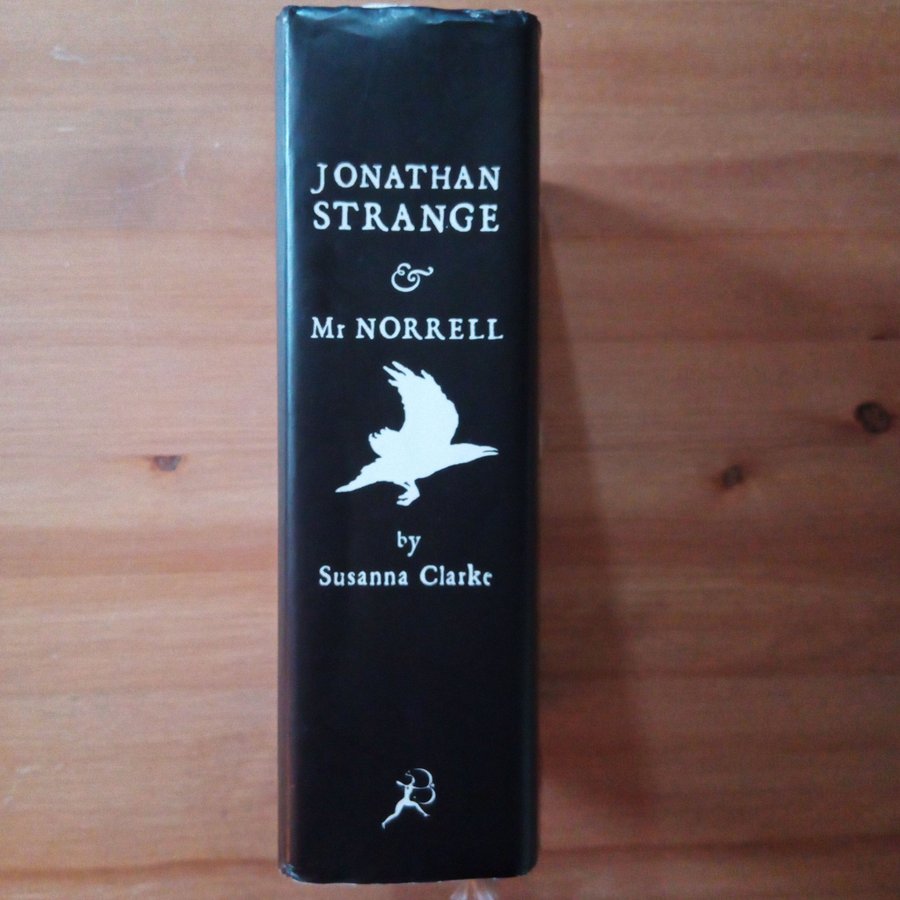 JONATHAN
STRANGE
&
Mr NORRELL
by
Susanna Clarke
B